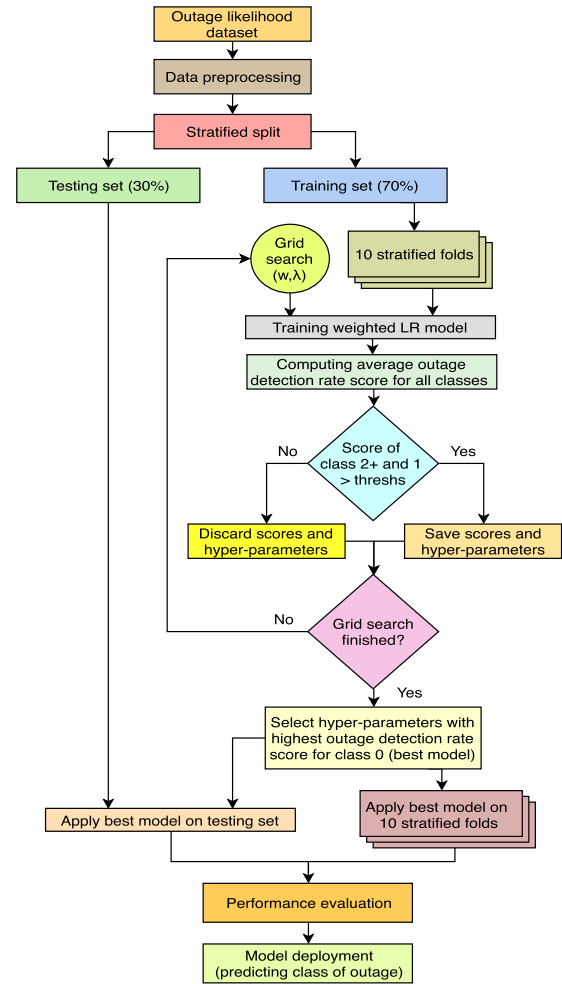 Outage likelihood
dataset
Data preprocessing
Stratified split
Testing set (30%)
Training set (70%)
Grid
search
(w,λ)
10 stratified folds
Training weighted LR model
Computing average outage
detection rate score for all classes
No
Score of
class 2+ and 1
> threshs
Yes
Discard scores and
hyper-parameters
Save scores and
hyper-parameters
No
Grid search
finished?
Yes
Select hyper-parameters with
highest outage detection rate
score for class 0 (best model)
Apply best model on testing set
Apply best model on
10 stratified folds
Performance evaluation
Model deployment
(predicting class of outage)